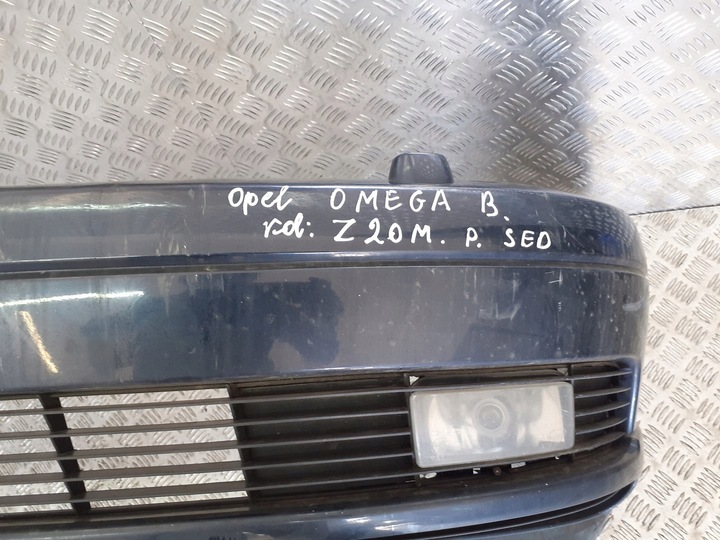 Opel OMEGA B.
kol: Z20M. P. SED